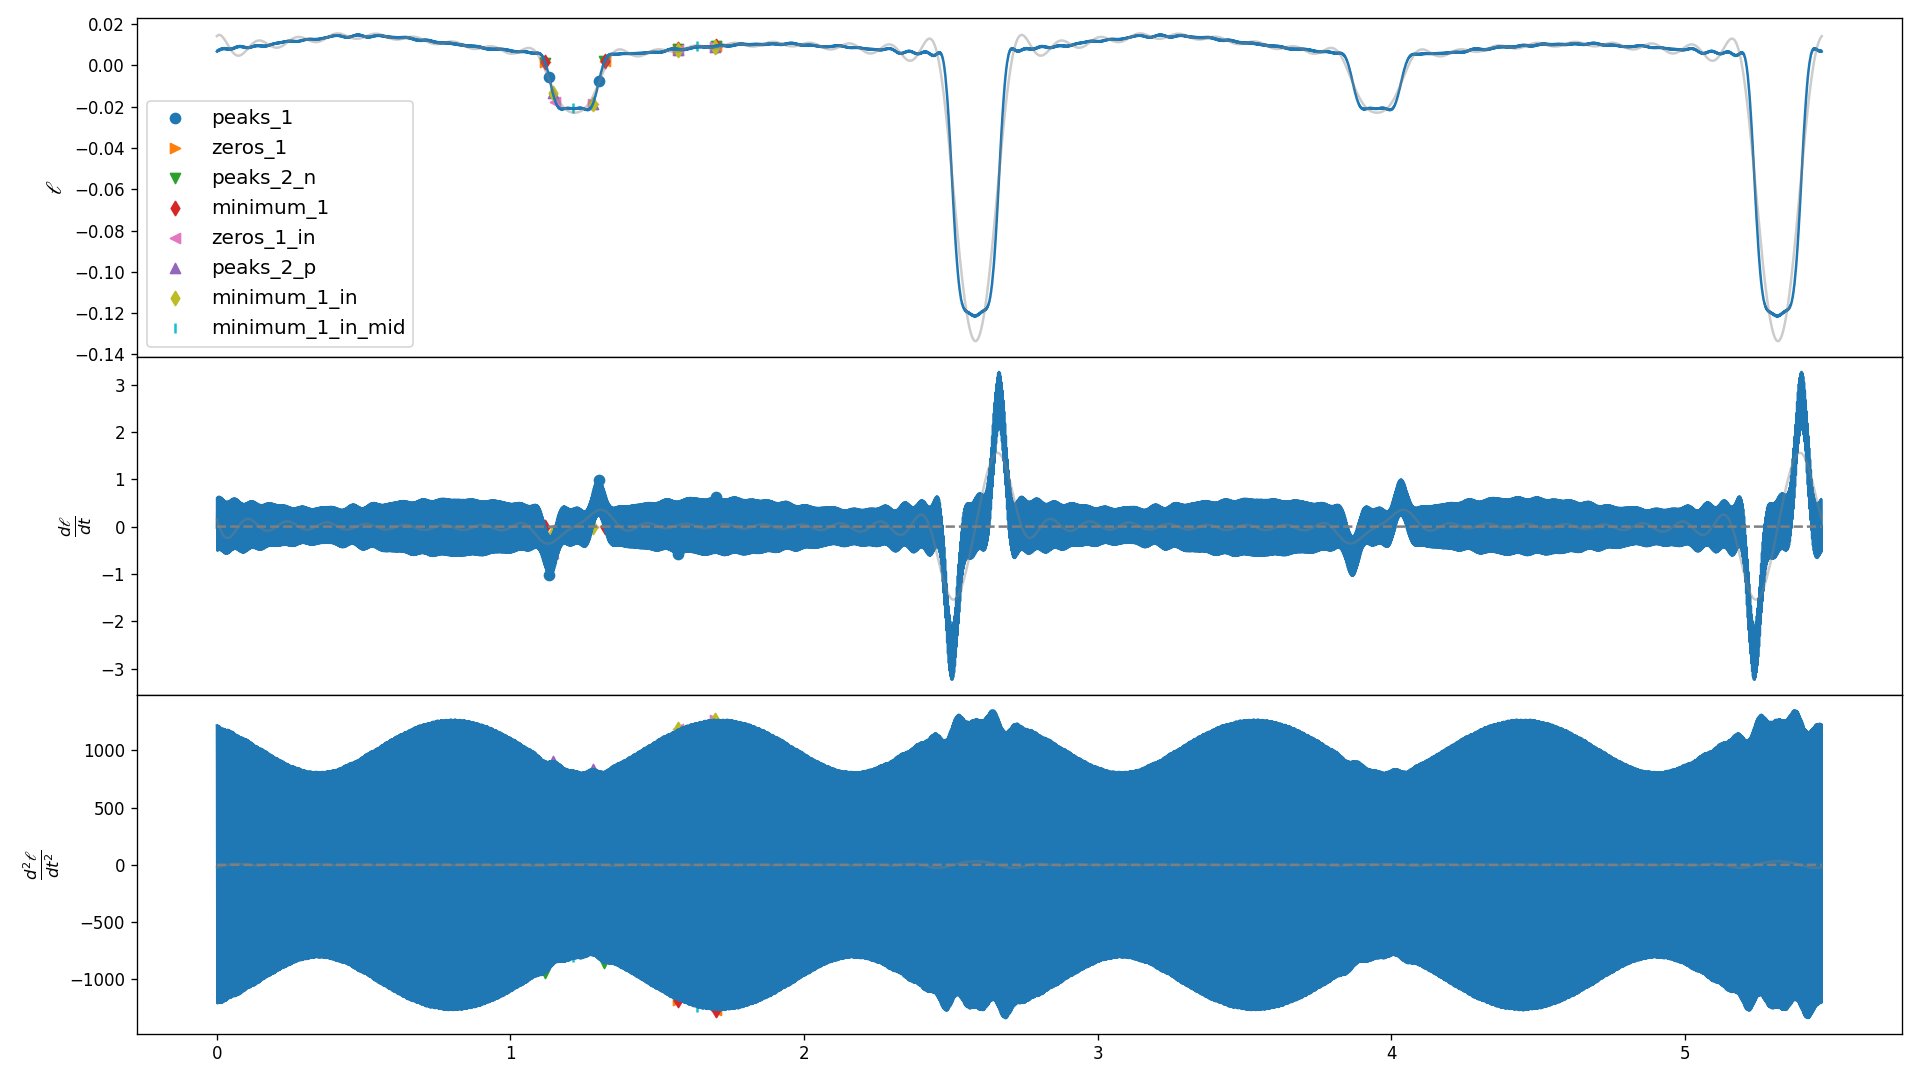 0.02
0.00
−0.02
−0.04
−0.06
−0.08
−0.10
−0.12
−0.14
ℓ
peaks_1
zeros_1
peaks_2_n
minimum_1
zeros_1_in
peaks_2_p
minimum_1_in
minimum_1_in_mid
3
2
1
0
−1
−2
−3
dℓ
dt
1000
500
0
−500
−1000
d²ℓ
dt²
0 1 2 3 4 5